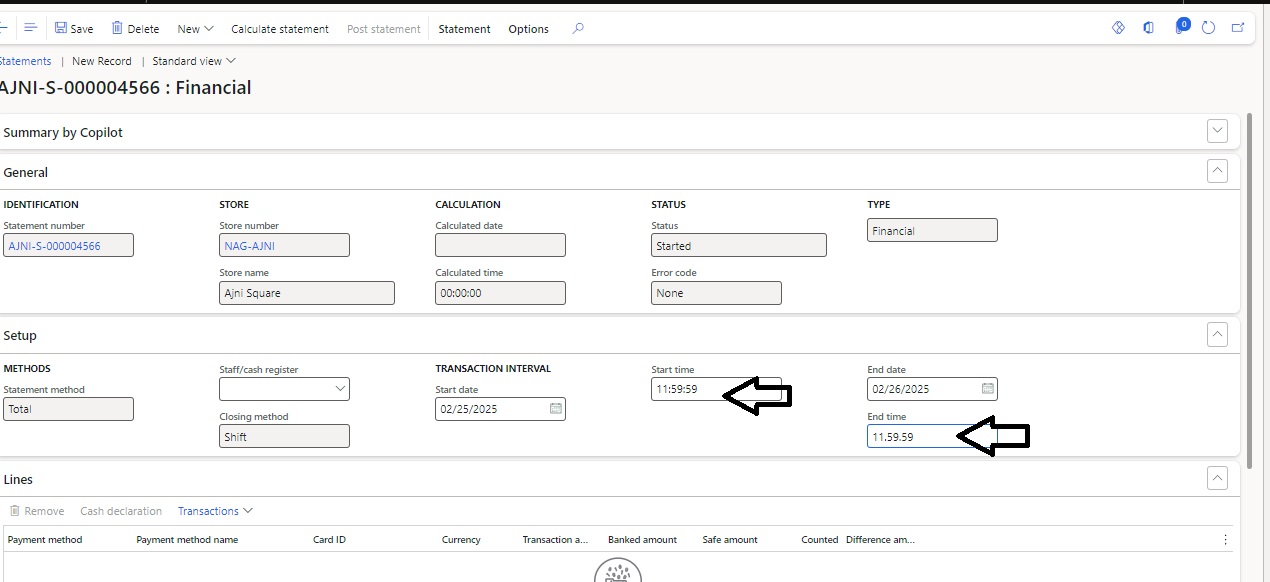 Save Delete New Calculate statement Post statement Statement Options 0
Statements | New Record | Standard view
AJNI-S-000004566 : Financial
Summary by Copilot
General
IDENTIFICATION STORE CALCULATION STATUS TYPE
Statement number Store number Calculated date Status
AJNI-S-000004566 NAG-AJNI Started Financial
Store name Calculated time Error code
Ajni Square 00:00:00 None
Setup
METHODS Staff/cash register TRANSACTION INTERVAL Start time End date
Statement method Start date 11:59:59 02/26/2025
Total Closing method 02/25/2025 End time
Shift 11.59.59
Lines
Remove Cash declaration Transactions
Payment method Payment method name Card ID Currency Transaction a... Banked amount Safe amount Counted Difference am...